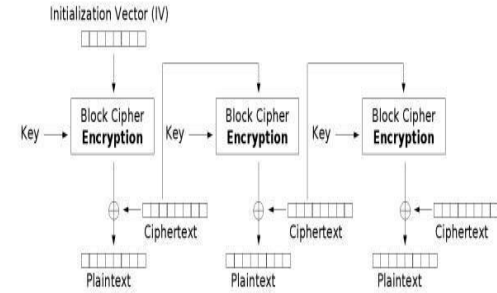 Initialization Vector (IV)
Block Cipher
Encryption
Key
Block Cipher
Encryption
Key
Block Cipher
Encryption
Key
Ciphertext
Ciphertext
Ciphertext
Plaintext
Plaintext
Plaintext